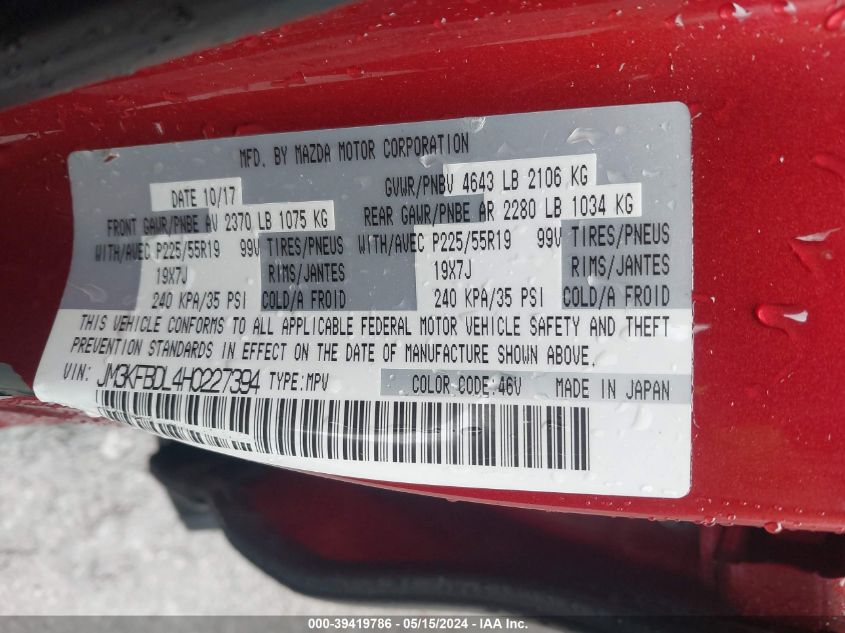 MFD. BY MAZDA MOTOR CORPORATION
DATE 10/17 GVWR/PNBV 4643 LB 2106 KG
FRONT GAWR/PNBE AV 2370 LB 1075 KG REAR GAWR/PNBE AR 2280 LB 1034 KG
WITH/AVEC P225/55R19 99V TIRES/PNEUS WITH/AVEC P225/55R19 99V TIRES/PNEUS
19X7J RIMS/JANTES 19X7J RIMS/JANTES
240 KPA/35 PSI COLD/A FROID 240 KPA/35 PSI COLD/A FROID
THIS VEHICLE CONFORMS TO ALL APPLICABLE FEDERAL MOTOR VEHICLE SAFETY AND THEFT
PREVENTION STANDARDS IN EFFECT ON THE DATE OF MANUFACTURE SHOWN ABOVE.
VIN: JM3KFBDL4H0227394 TYPE:MPV COLOR CODE:46V MADE IN JAPAN
000-39419786 - 05/15/2024 - IAA Inc.